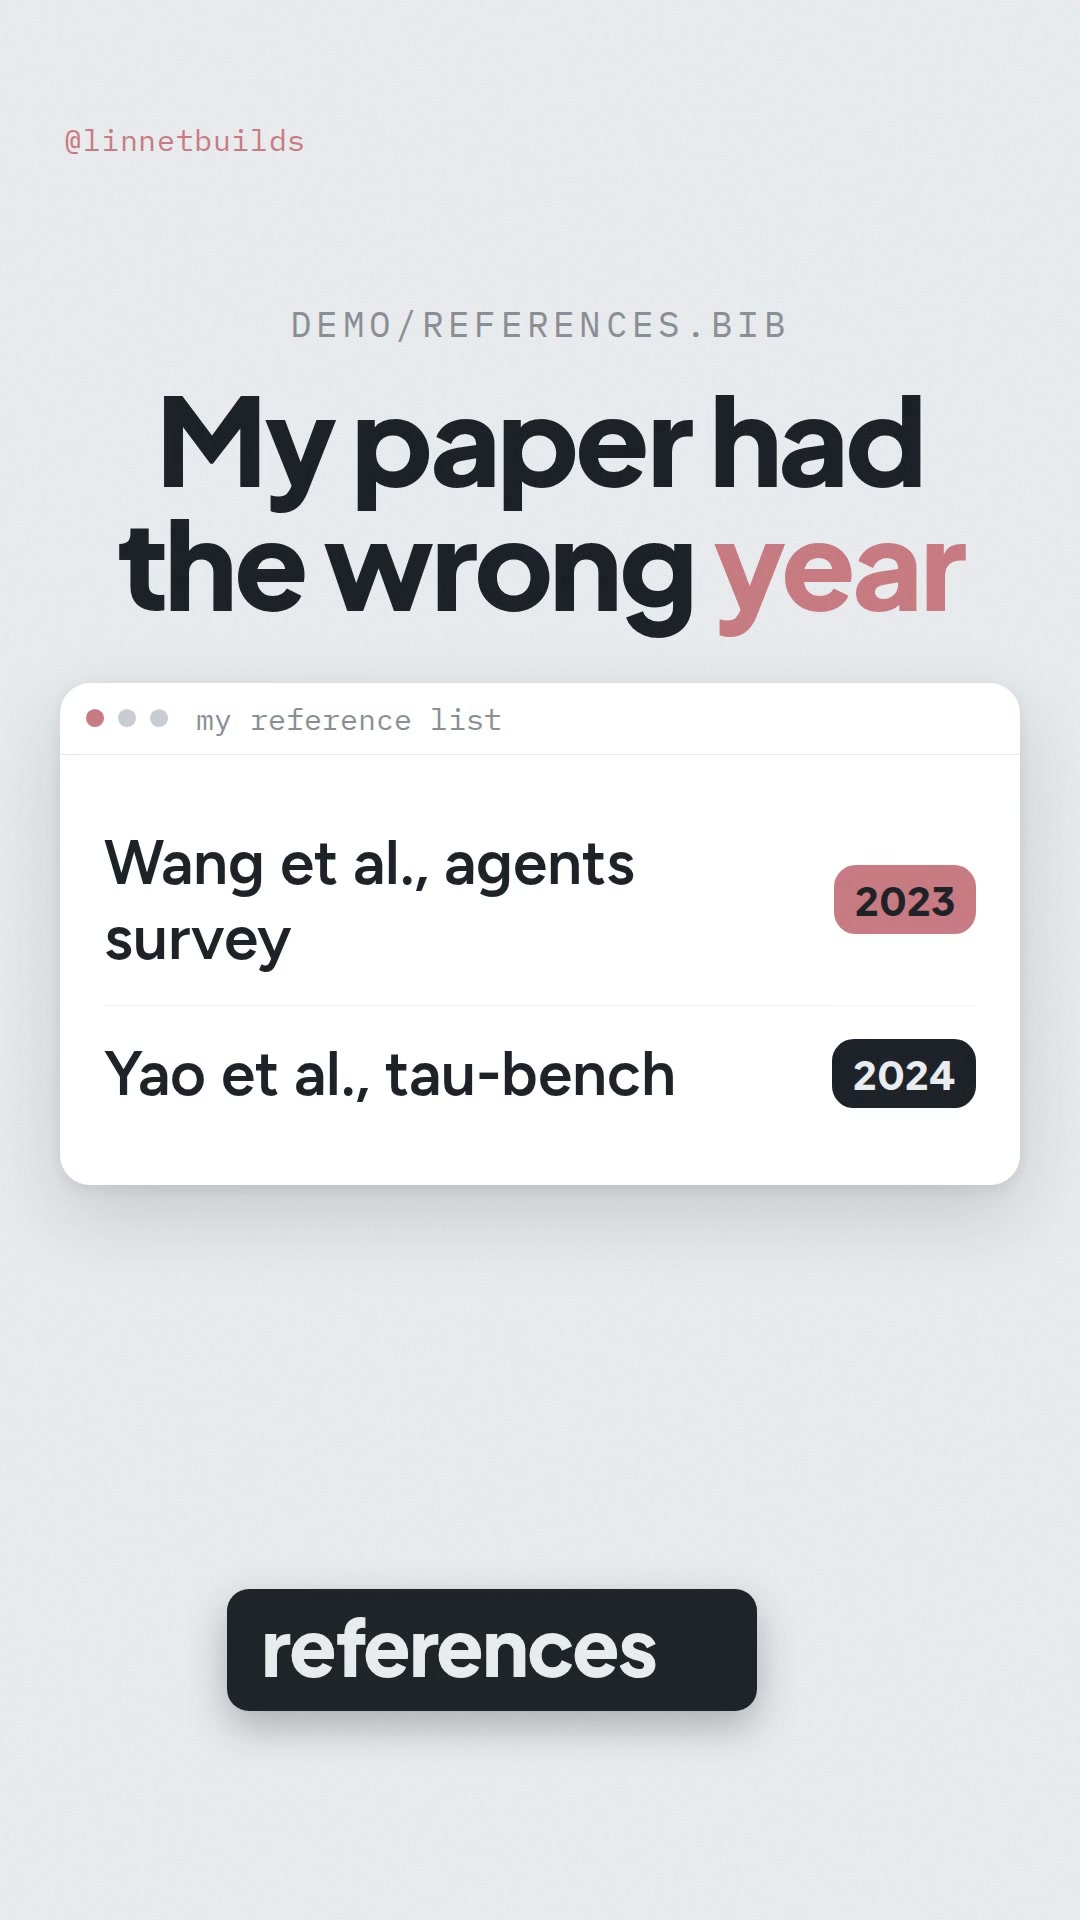 @linnetbuilds
DEMO/REFERENCES.BIB
My paper had
the wrong year
my reference list
Wang et al., agents
survey
2023
Yao et al., tau-bench
2024
references